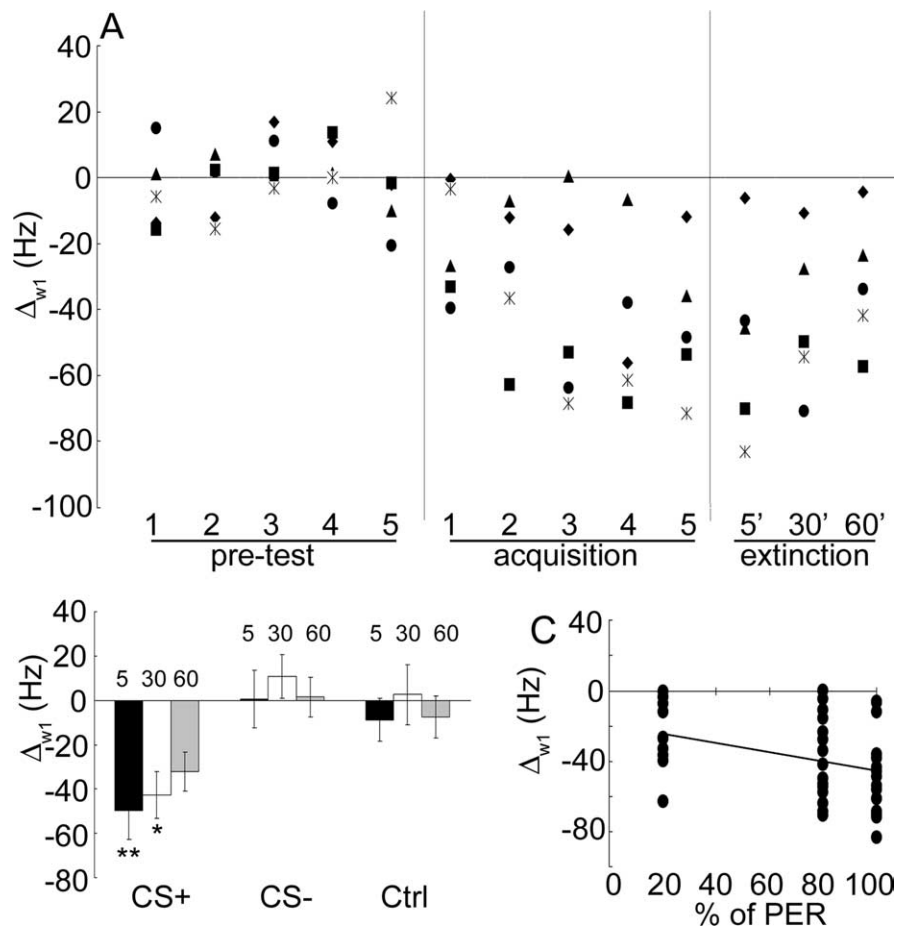 A
40
20
0
-20
-40
-60
-80
-100
Δw1 (Hz)
1 2 3 4 5 1 2 3 4 5 5’ 30’ 60’
pre-test acquisition extinction
40
20
0
-20
-40
-60
-80
Δw1 (Hz)
5 30 60
5 30 60
5 30 60
** *
CS+ CS- Ctrl
C
0
-40
-80
Δw1 (Hz)
0 20 40 60 80 100
% of PER